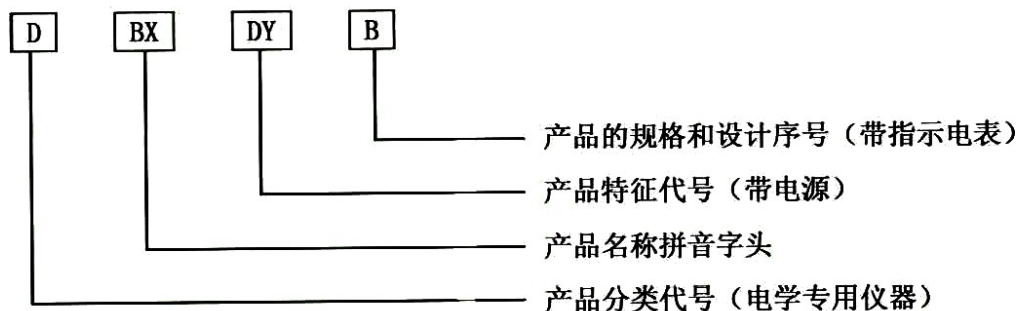 D BX DY B
产品的规格和设计序号（带指示电表）
产品特征代号（带电源）
产品名称拼音字头
产品分类代号（电学专用仪器）